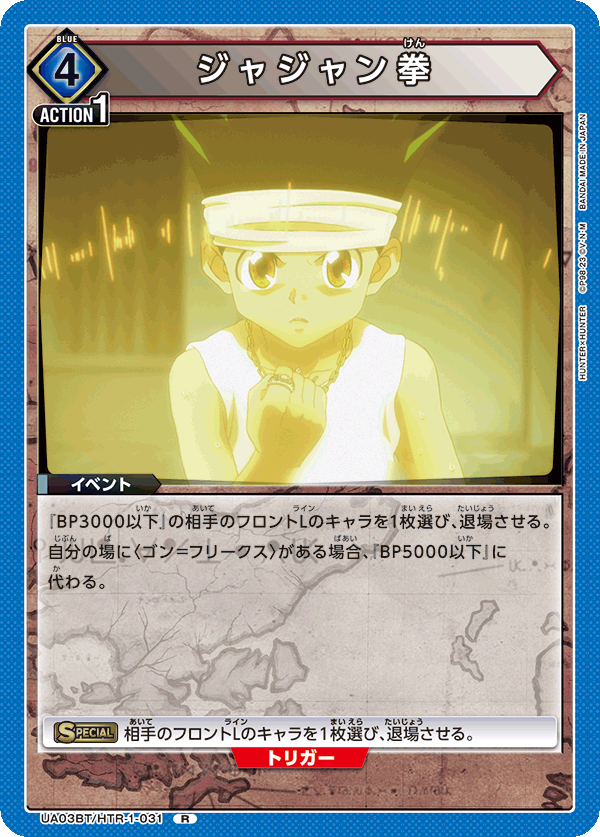 BLUE
4
ACTION 1
ジャジャン拳
けん
HUNTER×HUNTER ©P98-23 ©V・N・M BANDAI MADE IN JAPAN
イベント
『BP3000以下』の相手のフロントLのキャラを1枚選び、退場させる。
自分の場に〈ゴン=フリークス〉がある場合、『BP5000以下』に
代わる。
SPECIAL 相手のフロントLのキャラを1枚選び、退場させる。
トリガー
UA03BT/HTR-1-031 R